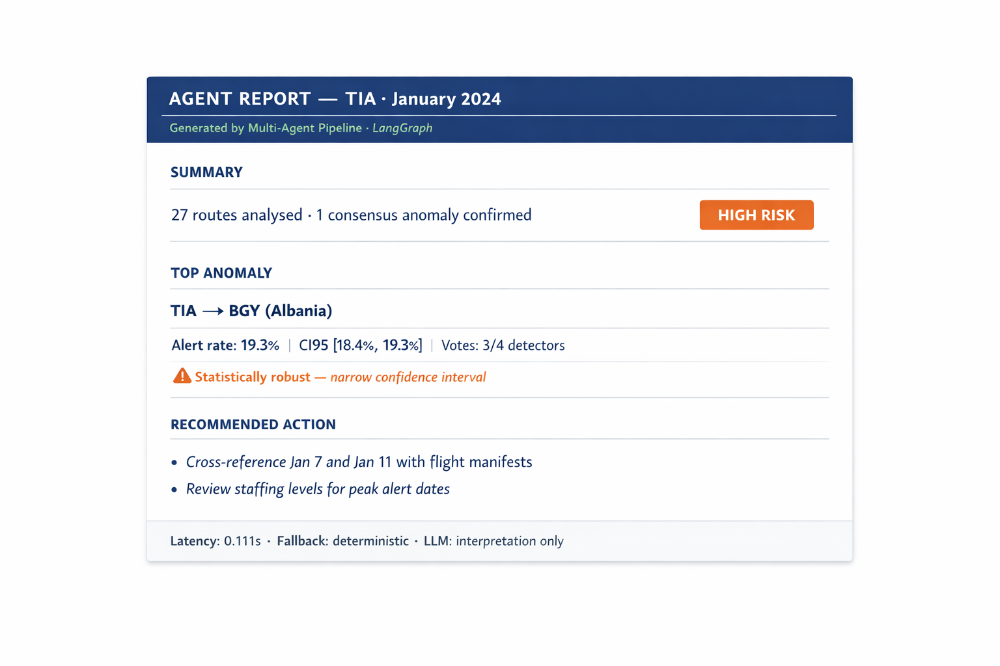 AGENT REPORT — TIA · January 2024
Generated by Multi-Agent Pipeline · LangGraph
SUMMARY
27 routes analysed · 1 consensus anomaly confirmed
HIGH RISK
TOP ANOMALY
TIA → BGY (Albania)
Alert rate: 19.3% | CI95 [18.4%, 19.3%] | Votes: 3/4 detectors
Statistically robust — narrow confidence interval
RECOMMENDED ACTION
• Cross-reference Jan 7 and Jan 11 with flight manifests
• Review staffing levels for peak alert dates
Latency: 0.111s · Fallback: deterministic · LLM: interpretation only